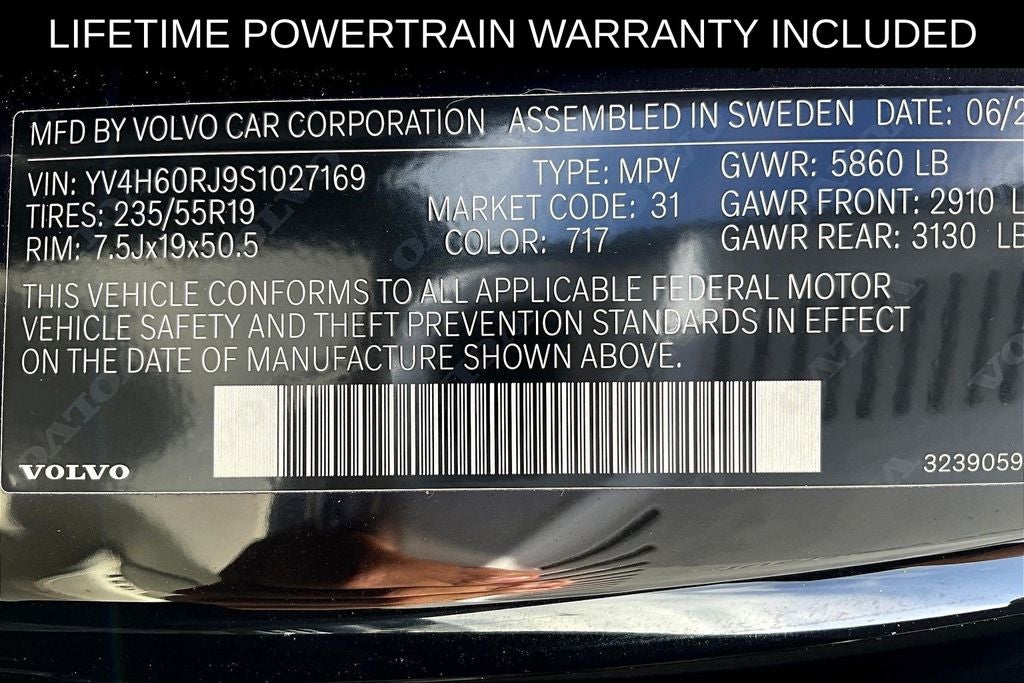 LIFETIME POWERTRAIN WARRANTY INCLUDED
MFD BY VOLVO CAR CORPORATION ASSEMBLED IN SWEDEN DATE: 06/2
VIN: YV4H60RJ9S1027169 TYPE: MPV GVWR: 5860 LB
TIRES: 235/55R19 MARKET CODE: 31 GAWR FRONT: 2910 L
RIM: 7.5Jx19x50.5 COLOR: 717 GAWR REAR: 3130 LB
THIS VEHICLE CONFORMS TO ALL APPLICABLE FEDERAL MOTOR
VEHICLE SAFETY AND THEFT PREVENTION STANDARDS IN EFFECT
ON THE DATE OF MANUFACTURE SHOWN ABOVE.
VOLVO 3239059